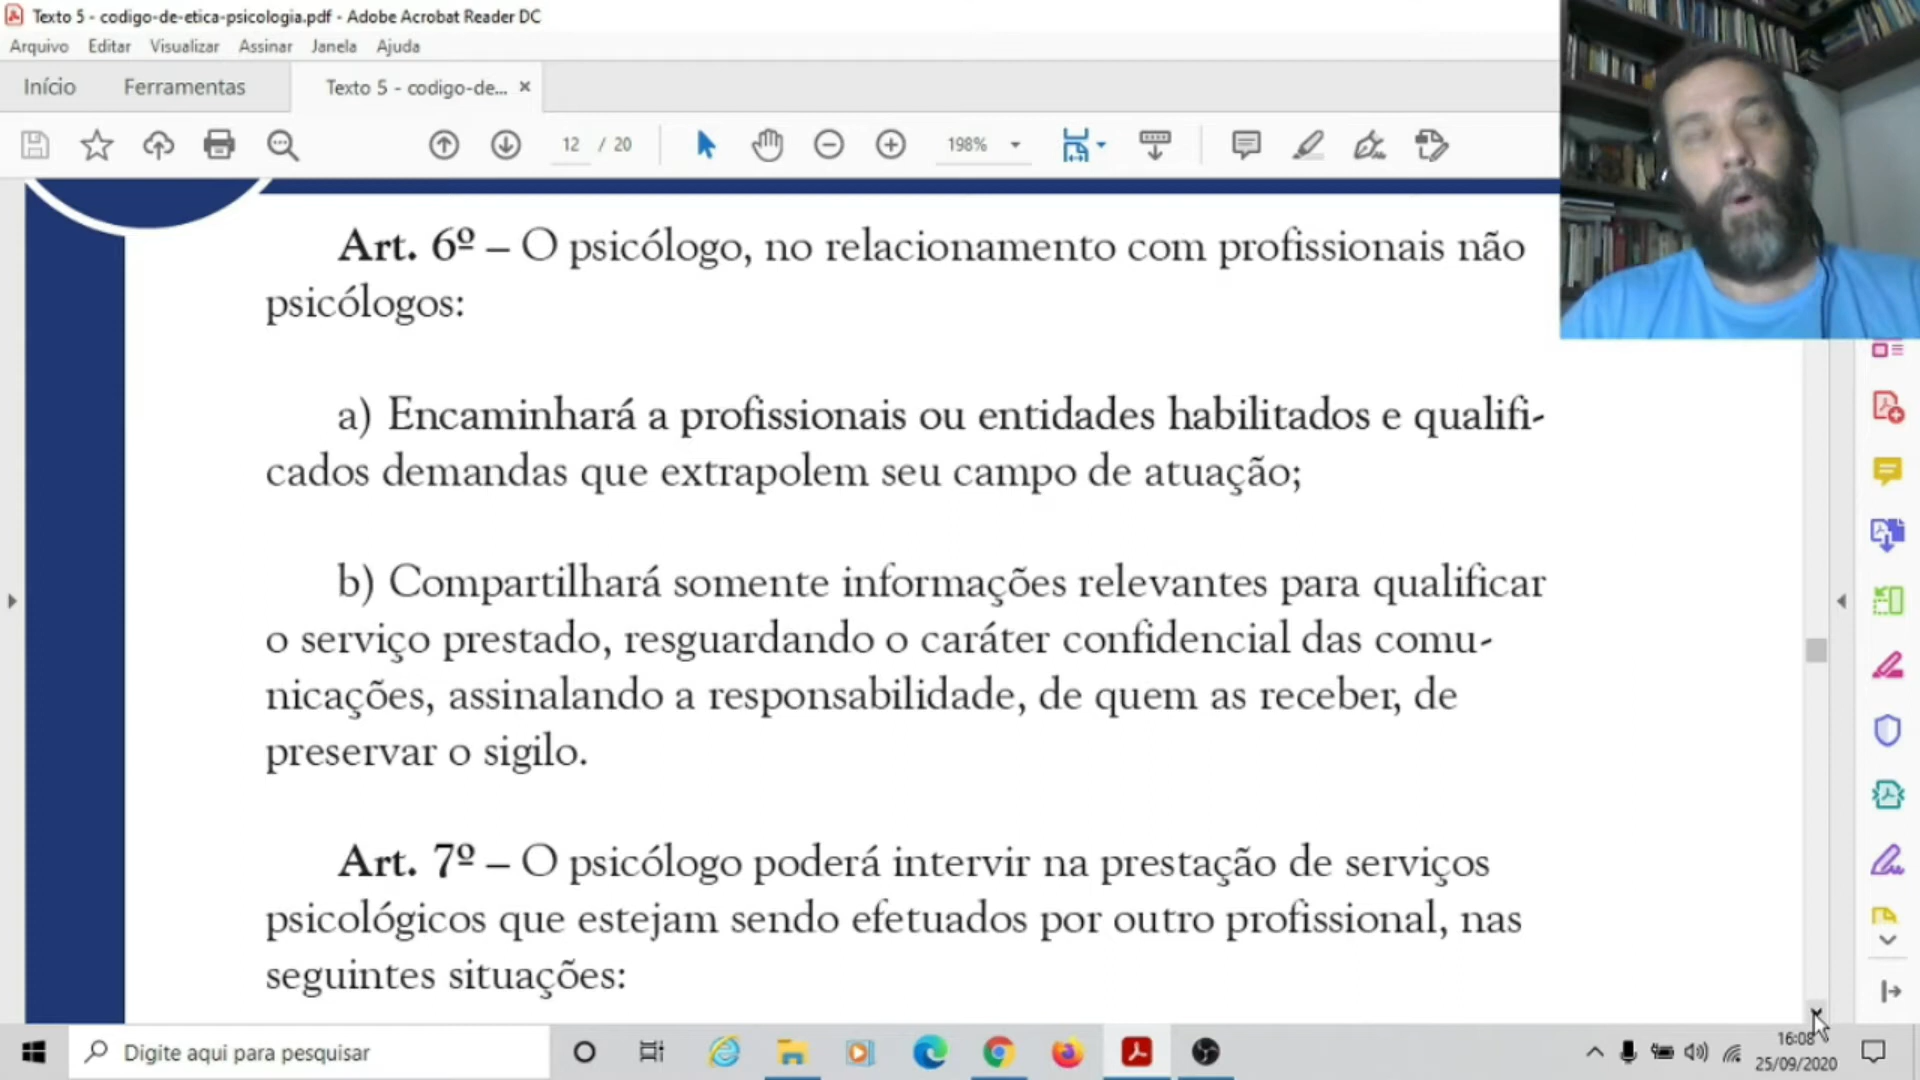 Texto 5 - codigo-de-etica-psicologia.pdf - Adobe Acrobat Reader DC
Arquivo Editar Visualizar Assinar Janela Ajuda
Início Ferramentas Texto 5 - codigo-de... ×
12 / 20 198%
Art. 6º – O psicólogo, no relacionamento com profissionais não
psicólogos:
a) Encaminhará a profissionais ou entidades habilitados e qualifi-
cados demandas que extrapolem seu campo de atuação;
b) Compartilhará somente informações relevantes para qualificar
o serviço prestado, resguardando o caráter confidencial das comu-
nicações, assinalando a responsabilidade, de quem as receber, de
preservar o sigilo.
Art. 7º – O psicólogo poderá intervir na prestação de serviços
psicológicos que estejam sendo efetuados por outro profissional, nas
seguintes situações:
Digite aqui para pesquisar
16:08
25/09/2020